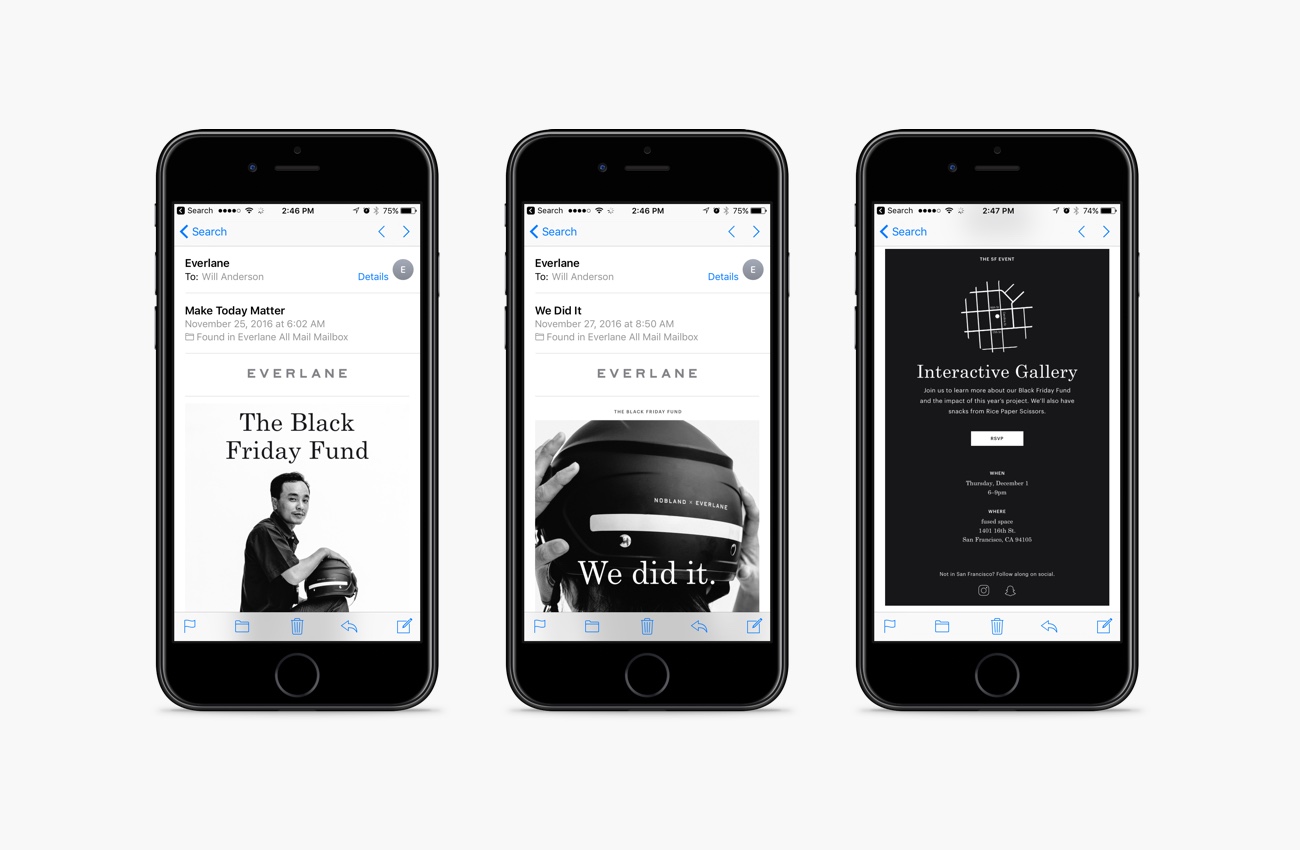 Search
2:46 PM
75%
Search
Everlane
To: Will Anderson
Details
E
Make Today Matter
November 25, 2016 at 6:02 AM
Found in Everlane All Mail Mailbox
EVERLANE
The Black
Friday Fund
Search
2:46 PM
75%
Search
Everlane
To: Will Anderson
Details
E
We Did It
November 27, 2016 at 8:50 AM
Found in Everlane All Mail Mailbox
EVERLANE
THE BLACK FRIDAY FUND
NOBLAND × EVERLANE
We did it.
Search
2:47 PM
74%
Search
THE SF EVENT
Interactive Gallery
Join us to learn more about our Black Friday Fund
and the impact of this year's project. We'll also have
snacks from Rice Paper Scissors.
RSVP
WHEN
Thursday, December 1
6–9pm
WHERE
fused space
1401 16th St.
San Francisco, CA 94105
Not in San Francisco? Follow along on social.